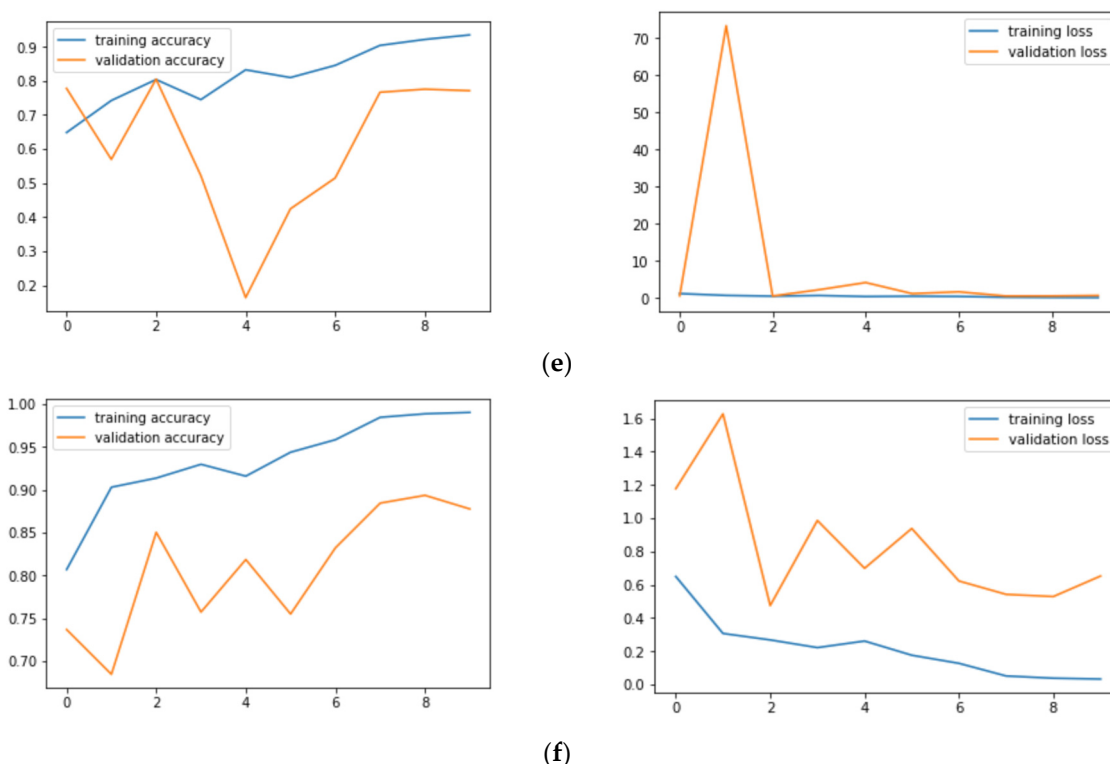 training accuracy
validation accuracy
0.9
0.8
0.7
0.6
0.5
0.4
0.3
0.2
0 2 4 6 8
training loss
validation loss
70
60
50
40
30
20
10
0
0 2 4 6 8
(e)
training accuracy
validation accuracy
1.00
0.95
0.90
0.85
0.80
0.75
0.70
0 2 4 6 8
training loss
validation loss
1.6
1.4
1.2
1.0
0.8
0.6
0.4
0.2
0.0
0 2 4 6 8
(f)